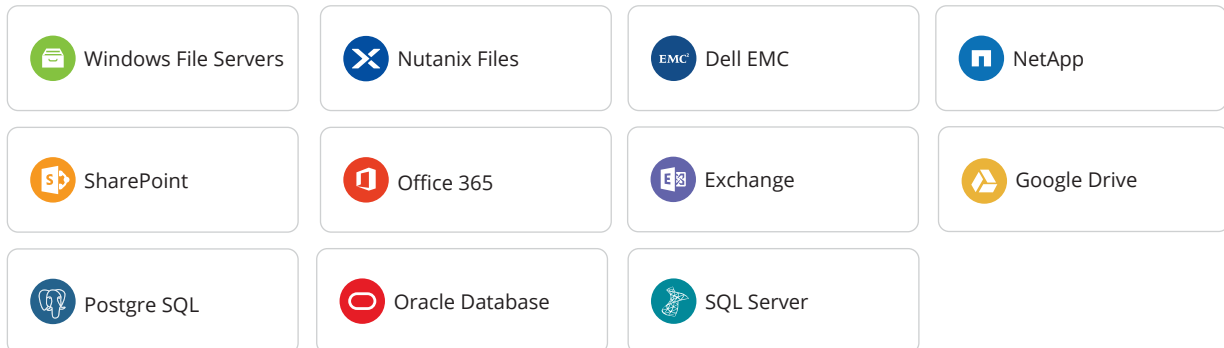 Windows File Servers
Nutanix Files
EMC²
Dell EMC
NetApp
S
SharePoint
Office 365
E
Exchange
Google Drive
Postgre SQL
Oracle Database
SQL Server